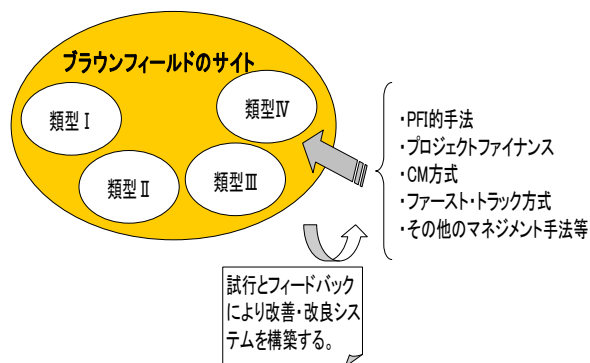 ブラウンフィールドのサイト
類型Ⅰ
類型Ⅱ
類型Ⅲ
類型Ⅳ
・PFI的手法
・プロジェクトファイナンス
・CM方式
・ファースト・トラック方式
・その他のマネジメント手法等
試行とフィードバック
により改善・改良シス
テムを構築する。